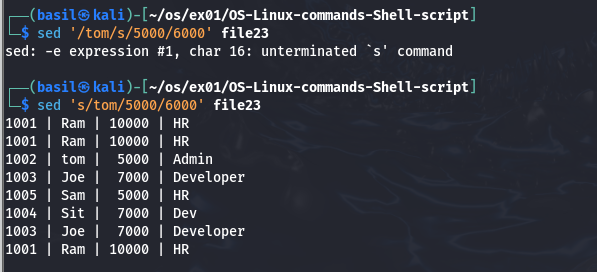 ┌──(basil㉿kali)-[~/os/ex01/OS-Linux-commands-Shell-script]
└─$ sed '/tom/s/5000/6000' file23
sed: -e expression #1, char 16: unterminated `s' command
┌──(basil㉿kali)-[~/os/ex01/OS-Linux-commands-Shell-script]
└─$ sed 's/tom/5000/6000' file23
1001 | Ram | 10000 | HR
1001 | Ram | 10000 | HR
1002 | tom |  5000 | Admin
1003 | Joe |  7000 | Developer
1005 | Sam |  5000 | HR
1004 | Sit |  7000 | Dev
1003 | Joe |  7000 | Developer
1001 | Ram | 10000 | HR